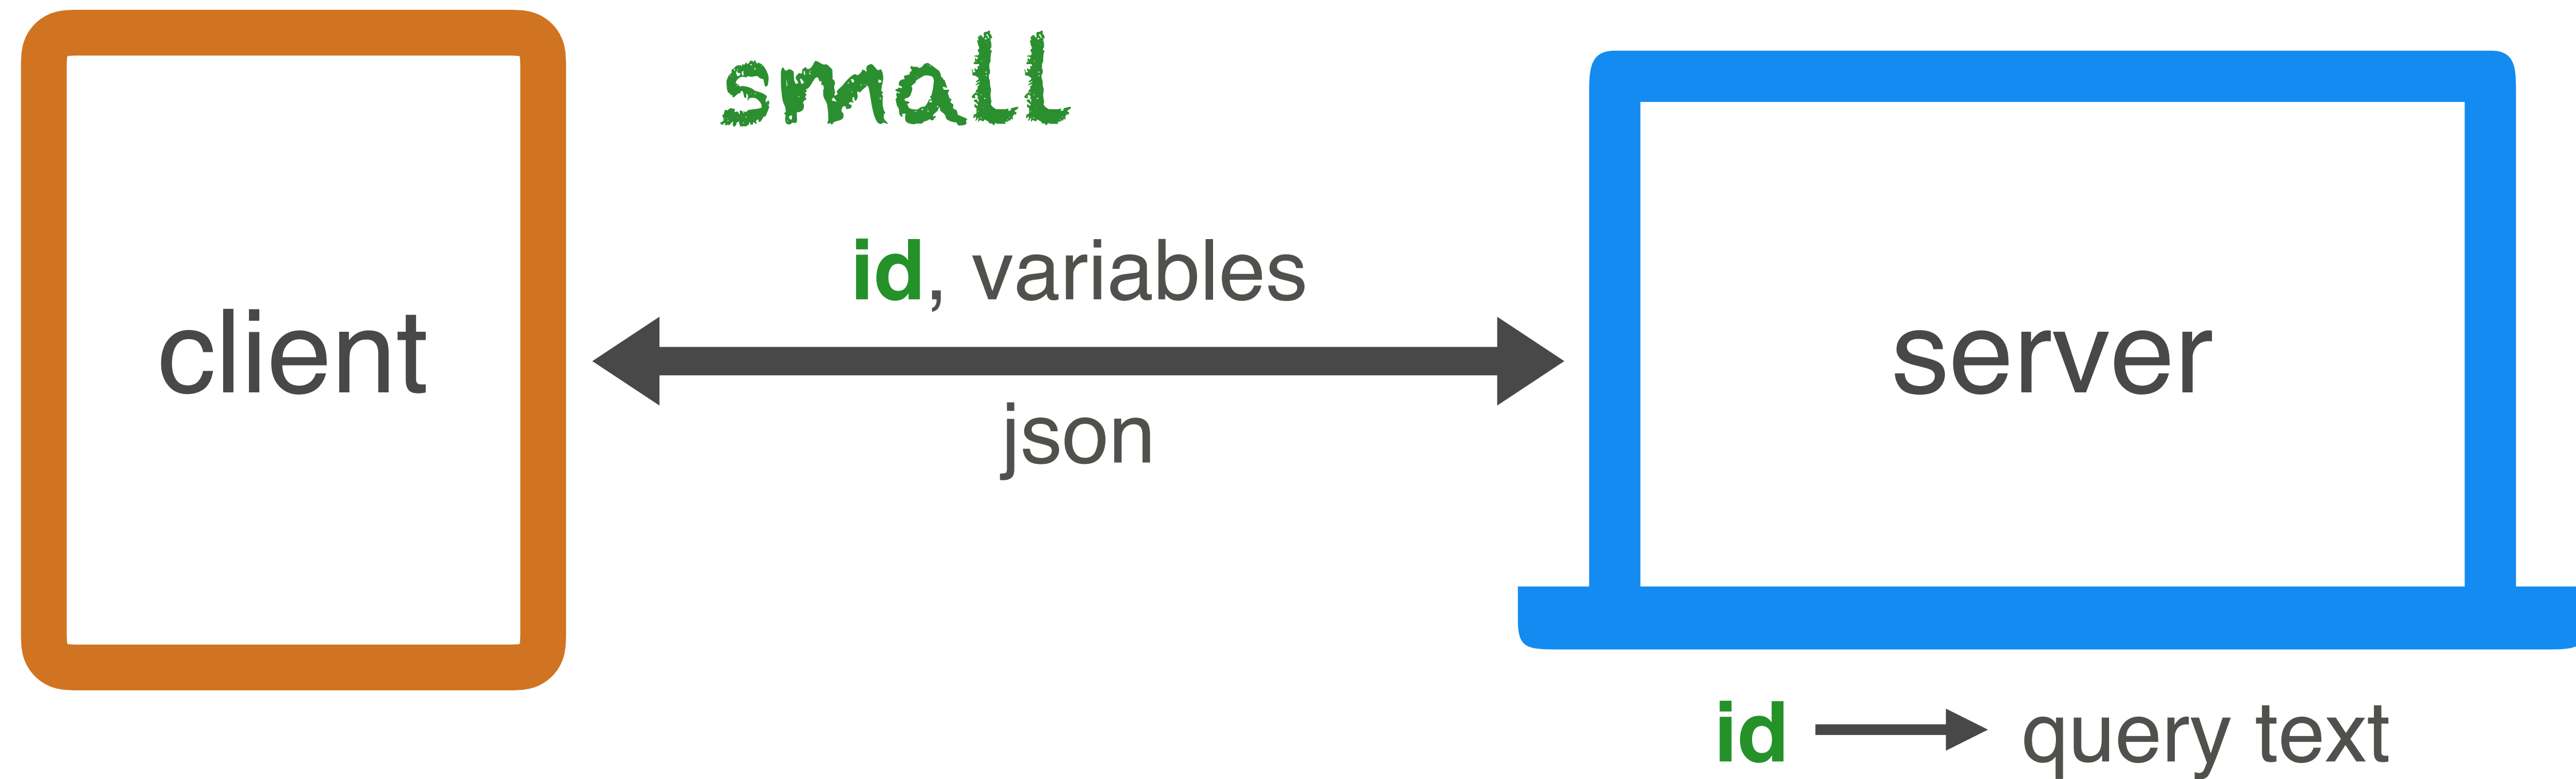 small
client
id, variables
json
server
id → query text